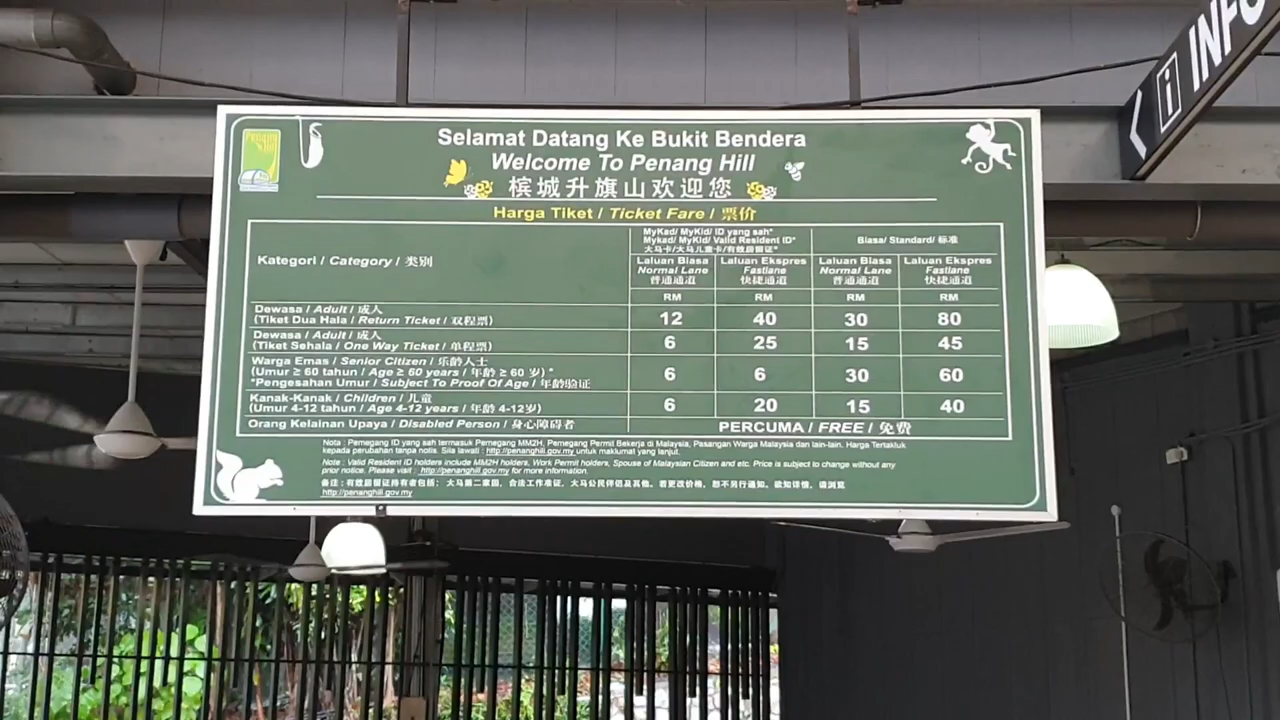 INFO
Selamat Datang Ke Bukit Bendera
Welcome To Penang Hill
槟城升旗山欢迎您
Harga Tiket / Ticket Fare / 票价
Kategori / Category / 类别
MyKad/ MyKid/ ID yang sah*
Mykad/ MyKid/ Valid Resident ID*
大马卡/大马儿童卡/有效居留证*
Biasa/ Standard/ 标准
Laluan Biasa
Normal Lane
普通通道
Laluan Ekspres
Fastlane
快捷通道
Laluan Biasa
Normal Lane
普通通道
Laluan Ekspres
Fastlane
快捷通道
RM RM RM RM
Dewasa / Adult / 成人
(Tiket Dua Hala / Return Ticket / 双程票) 12 40 30 80
Dewasa / Adult / 成人
(Tiket Sehala / One Way Ticket / 单程票) 6 25 15 45
Warga Emas / Senior Citizen / 乐龄人士
(Umur ≥ 60 tahun / Age ≥ 60 years / 年龄 ≥ 60 岁) * 6 6 30 60
*Pengesahan Umur / Subject To Proof Of Age / 年龄验证
Kanak-Kanak / Children / 儿童
(Umur 4-12 tahun / Age 4-12 years / 年龄 4-12岁) 6 20 15 40
Orang Kelainan Upaya / Disabled Person / 身心障碍者 PERCUMA / FREE / 免费
Nota : Pemegang ID yang sah termasuk Pemegang MM2H, Pemegang Permit Bekerja di Malaysia, Pasangan Warga Malaysia dan lain-lain. Harga Tertakluk
kepada perubahan tanpa notis. Sila lawati : http://penanghill.gov.my untuk maklumat yang lanjut.
Note : Valid Resident ID holders include MM2H holders, Work Permit holders, Spouse of Malaysian Citizen and etc. Price is subject to change without any
prior notice. Please visit : http://penanghill.gov.my for more information.
备注：有效居留证持有者包括： 大马第二家园，合法工作准证，大马公民伴侣及其他。若更改价格，恕不另行通知。欲知详情，请浏览
http://penanghill.gov.my